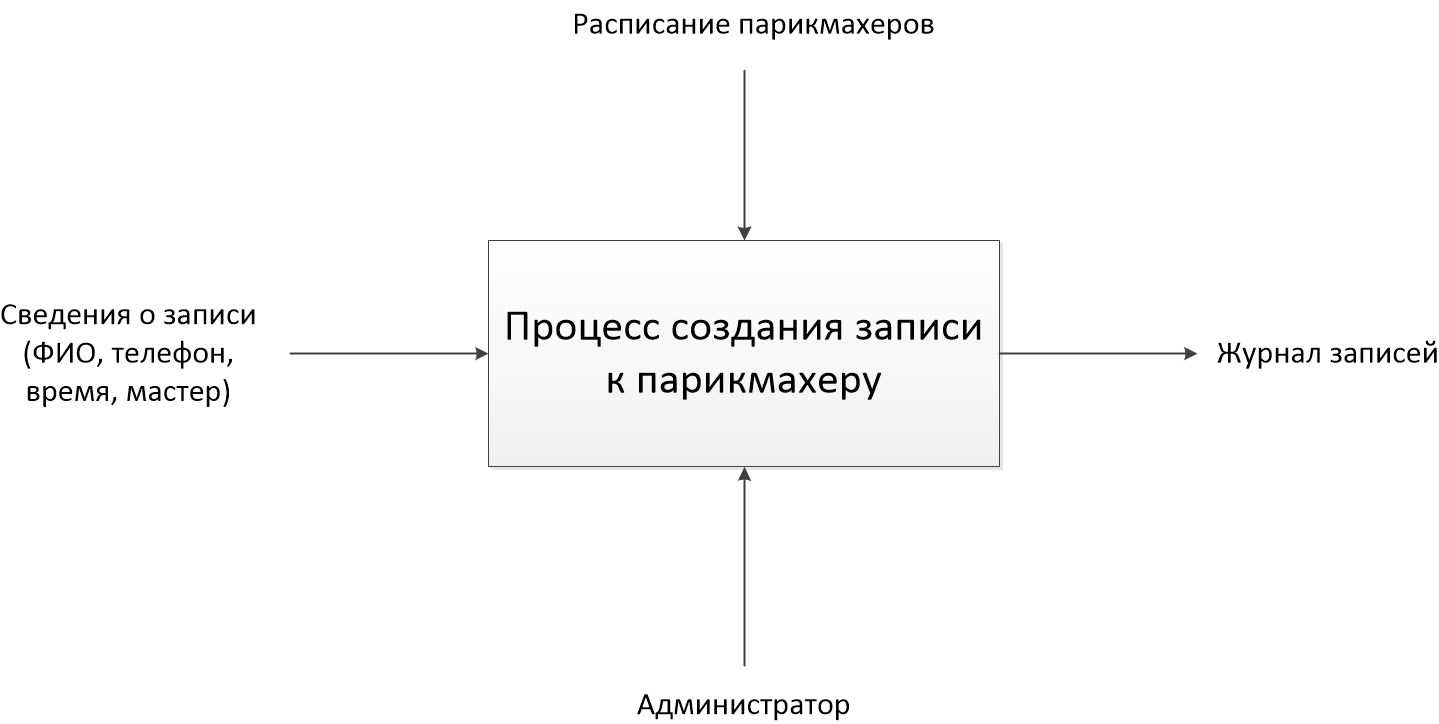 Расписание парикмахеров
Сведения о записи
(ФИО, телефон,
время, мастер)
Процесс создания записи
к парикмахеру
Журнал записей
Администратор